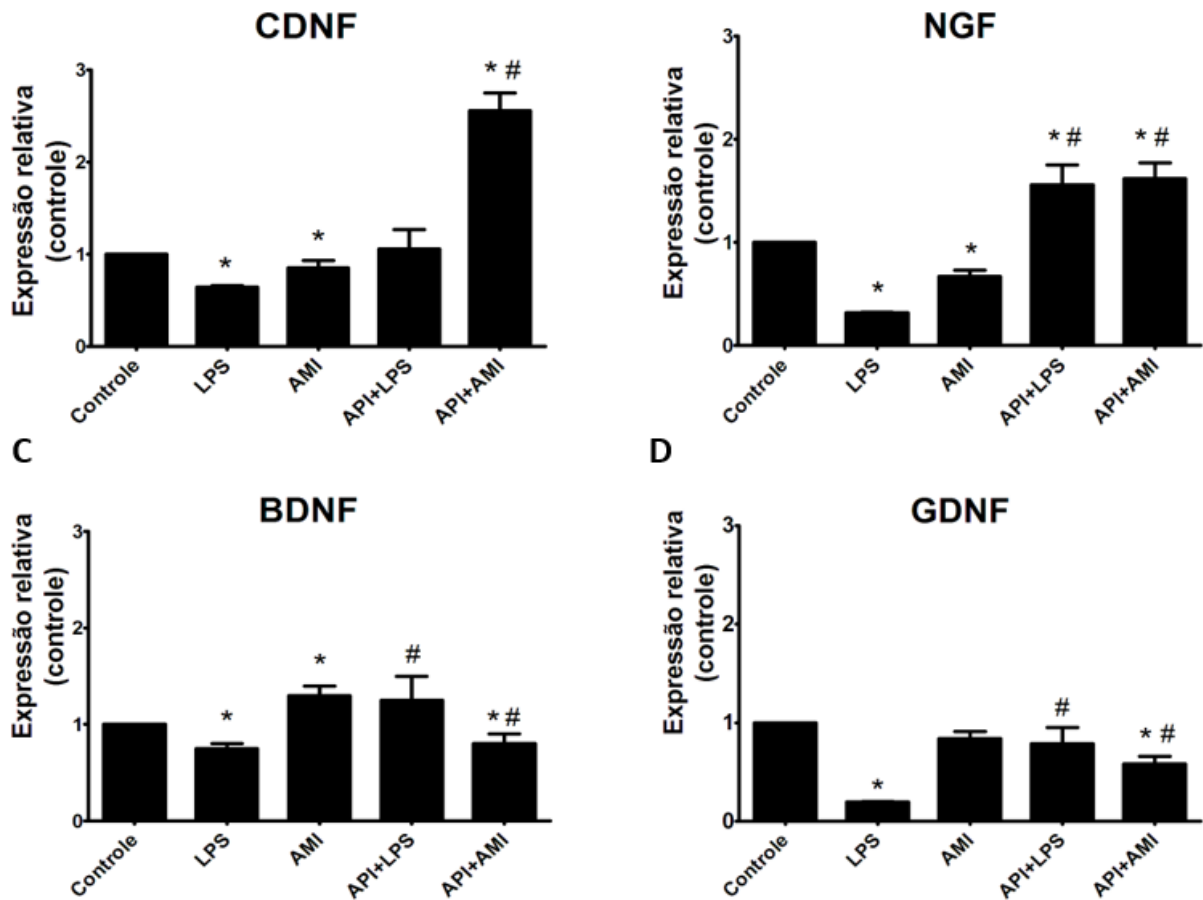 CDNF
Expressão relativa
(controle)
3
2
1
0
*
*
* #
Controle
LPS
AMI
API+LPS
API+AMI
NGF
Expressão relativa
(controle)
3
2
1
0
*
*
* #
* #
Controle
LPS
AMI
API+LPS
API+AMI
C
BDNF
Expressão relativa
(controle)
3
2
1
0
*
*
#
* #
Controle
LPS
AMI
API+LPS
API+AMI
D
GDNF
Expressão relativa
(controle)
3
2
1
0
*
#
* #
Controle
LPS
AMI
API+LPS
API+AMI